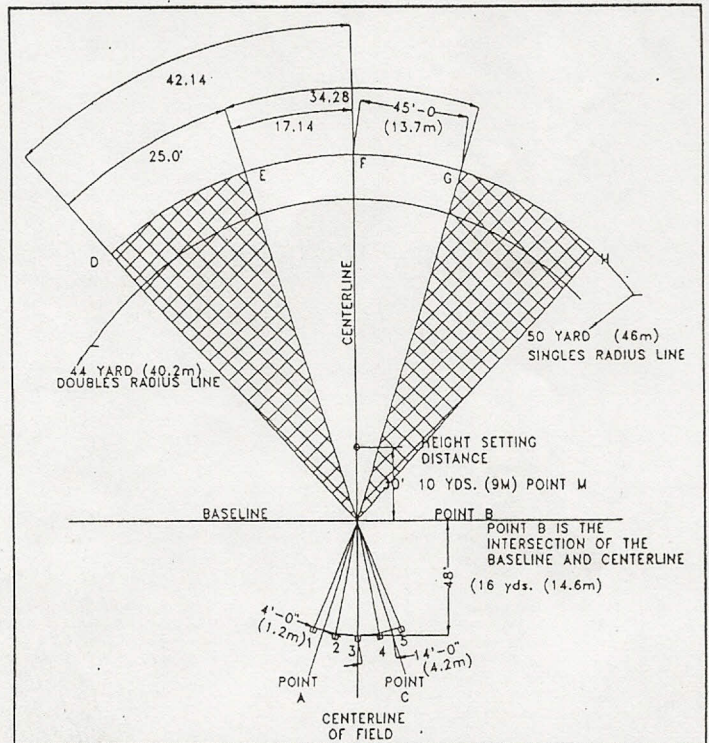 42.14
34.28
45'-0
(13.7m)
17.14
25.0'
E
F
G
D
H
CENTERLINE
50 YARD (46m)
SINGLES RADIUS LINE
44 YARD (40.2m)
DOUBLES RADIUS LINE
HEIGHT SETTING
DISTANCE
30' 10 YDS. (9M) POINT M
BASELINE
POINT B
POINT B IS THE
INTERSECTION OF THE
BASELINE AND CENTERLINE
48'
(16 yds. (14.6m)
4'-0"
(1.2m)
1
2
3
4
5
14'-0"
(4.2m)
POINT
A
POINT
C
CENTERLINE
OF FIELD